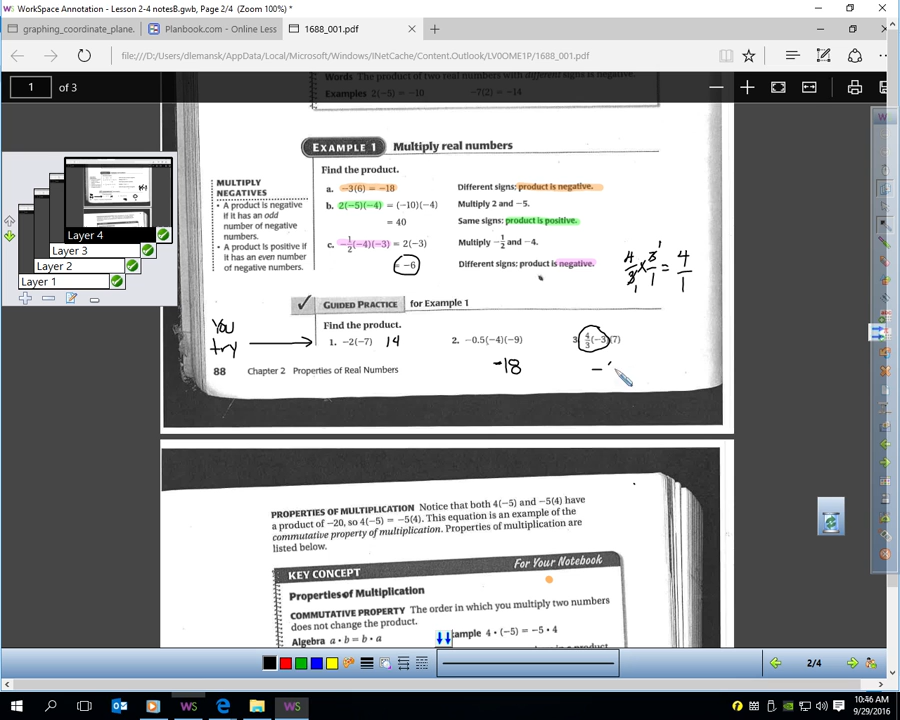 WorkSpace Annotation - Lesson 2-4 notesB.gwb, Page 2/4 (Zoom 100%) *
graphing_coordinate_plane.
Planbook.com - Online Less
1688_001.pdf
file:///D:/Users/dlemansk/AppData/Local/Microsoft/Windows/INetCache/Content.Outlook/LV0OME1P/1688_001.pdf
1 of 3
Words The product of two real numbers with different signs is negative.
Examples 2(−5) = −10 −7(2) = −14
EXAMPLE 1 Multiply real numbers
Find the product.
MULTIPLY
NEGATIVES
• A product is negative
if it has an odd
number of negative
numbers.
• A product is positive if
it has an even number
of negative numbers.
a. −3(6) = −18 Different signs: product is negative.
b. 2(−5)(−4) = (−10)(−4) Multiply 2 and −5.
= 40 Same signs: product is positive.
c. −1/2(−4)(−3) = 2(−3) Multiply −1/2 and −4.
= −6 Different signs: product is negative.
4/3 × 3/1 = 4/1
1 1
Layer 4
Layer 3
Layer 2
Layer 1
✓ GUIDED PRACTICE for Example 1
You
try
Find the product.
1. −2(−7) 14 2. −0.5(−4)(−9) 3. 4/3(−3)(7)
-18 −
88 Chapter 2 Properties of Real Numbers
PROPERTIES OF MULTIPLICATION Notice that both 4(−5) and −5(4) have
a product of −20, so 4(−5) = −5(4). This equation is an example of the
commutative property of multiplication. Properties of multiplication are
listed below.
KEY CONCEPT For Your Notebook
Properties of Multiplication
COMMUTATIVE PROPERTY The order in which you multiply two numbers
does not change the product.
Algebra a · b = b · a ample 4 · (−5) = −5 · 4
2/4
10:46 AM
9/29/2016